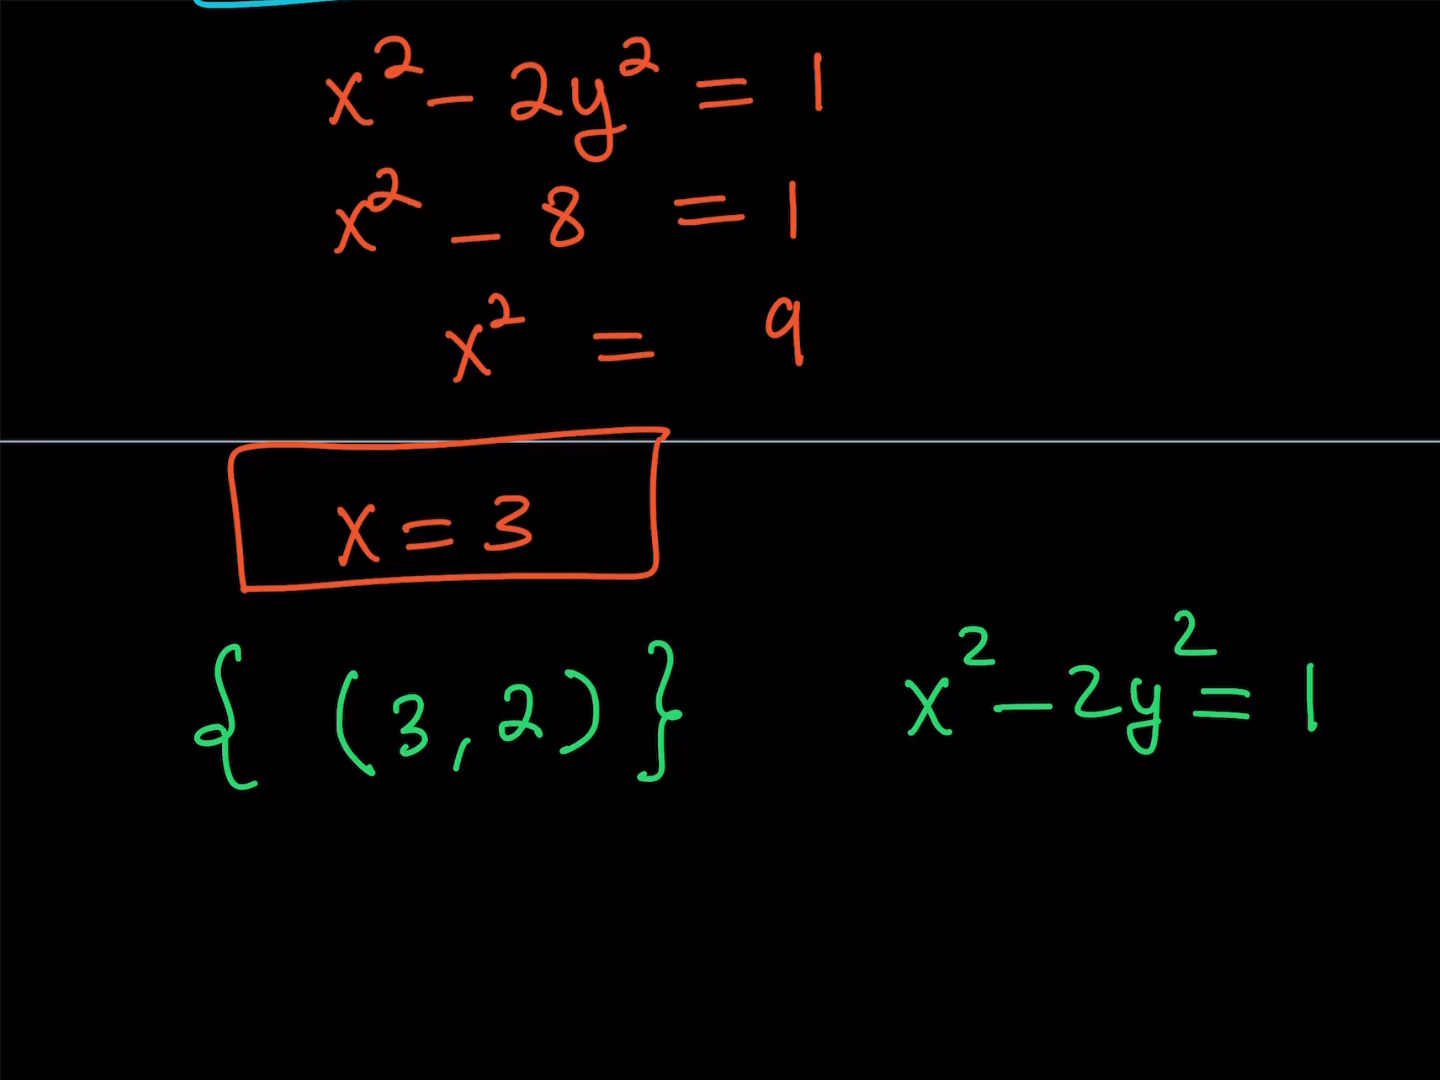 x² - 2y² = 1
x² - 8 = 1
x² = 9
x = 3
{ (3, 2) } x² - 2y² = 1